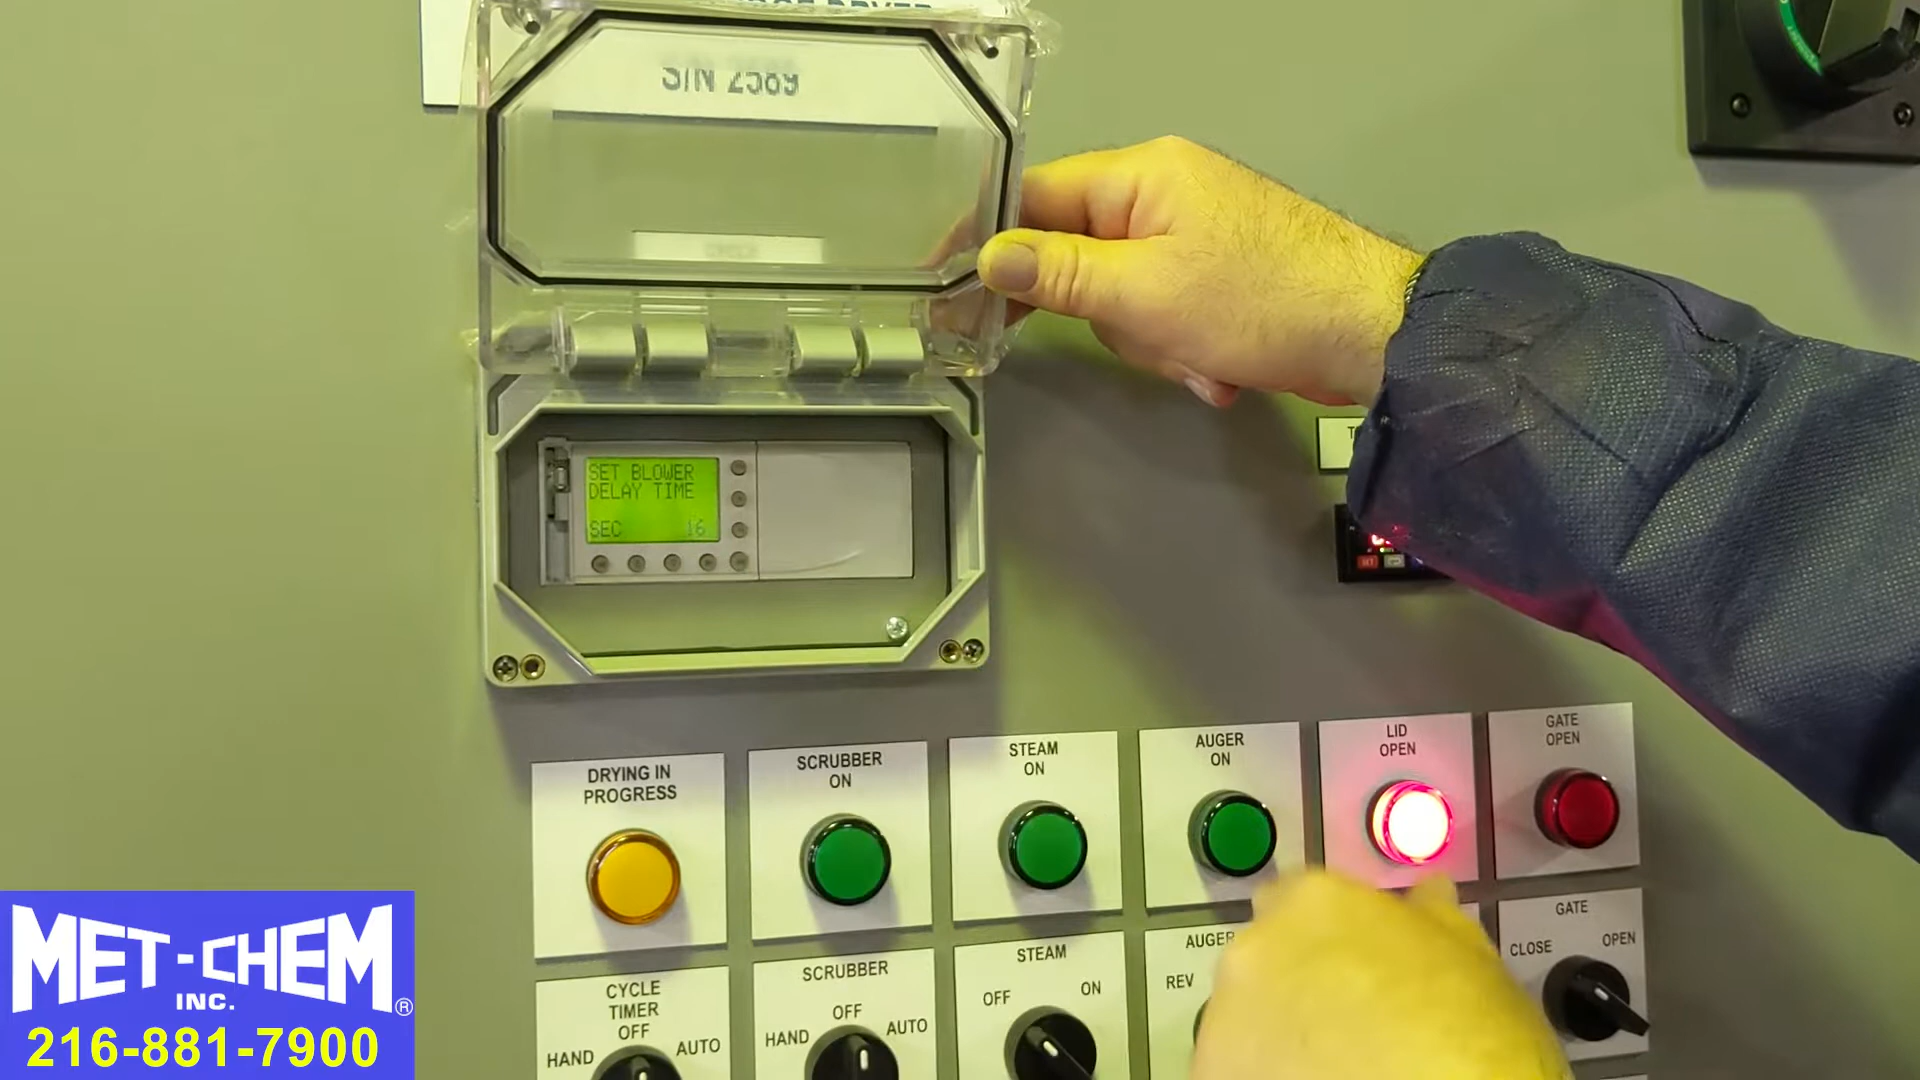 DRYER
S/N 2589
SET BLOWER
DELAY TIME
SEC 16
DRYING IN
PROGRESS
SCRUBBER
ON
STEAM
ON
AUGER
ON
LID
OPEN
GATE
OPEN
CYCLE
TIMER
OFF
HAND
AUTO
SCRUBBER
OFF
HAND
AUTO
STEAM
OFF
ON
AUGER
REV
GATE
CLOSE
OPEN
MET-CHEM
INC.
®
216-881-7900